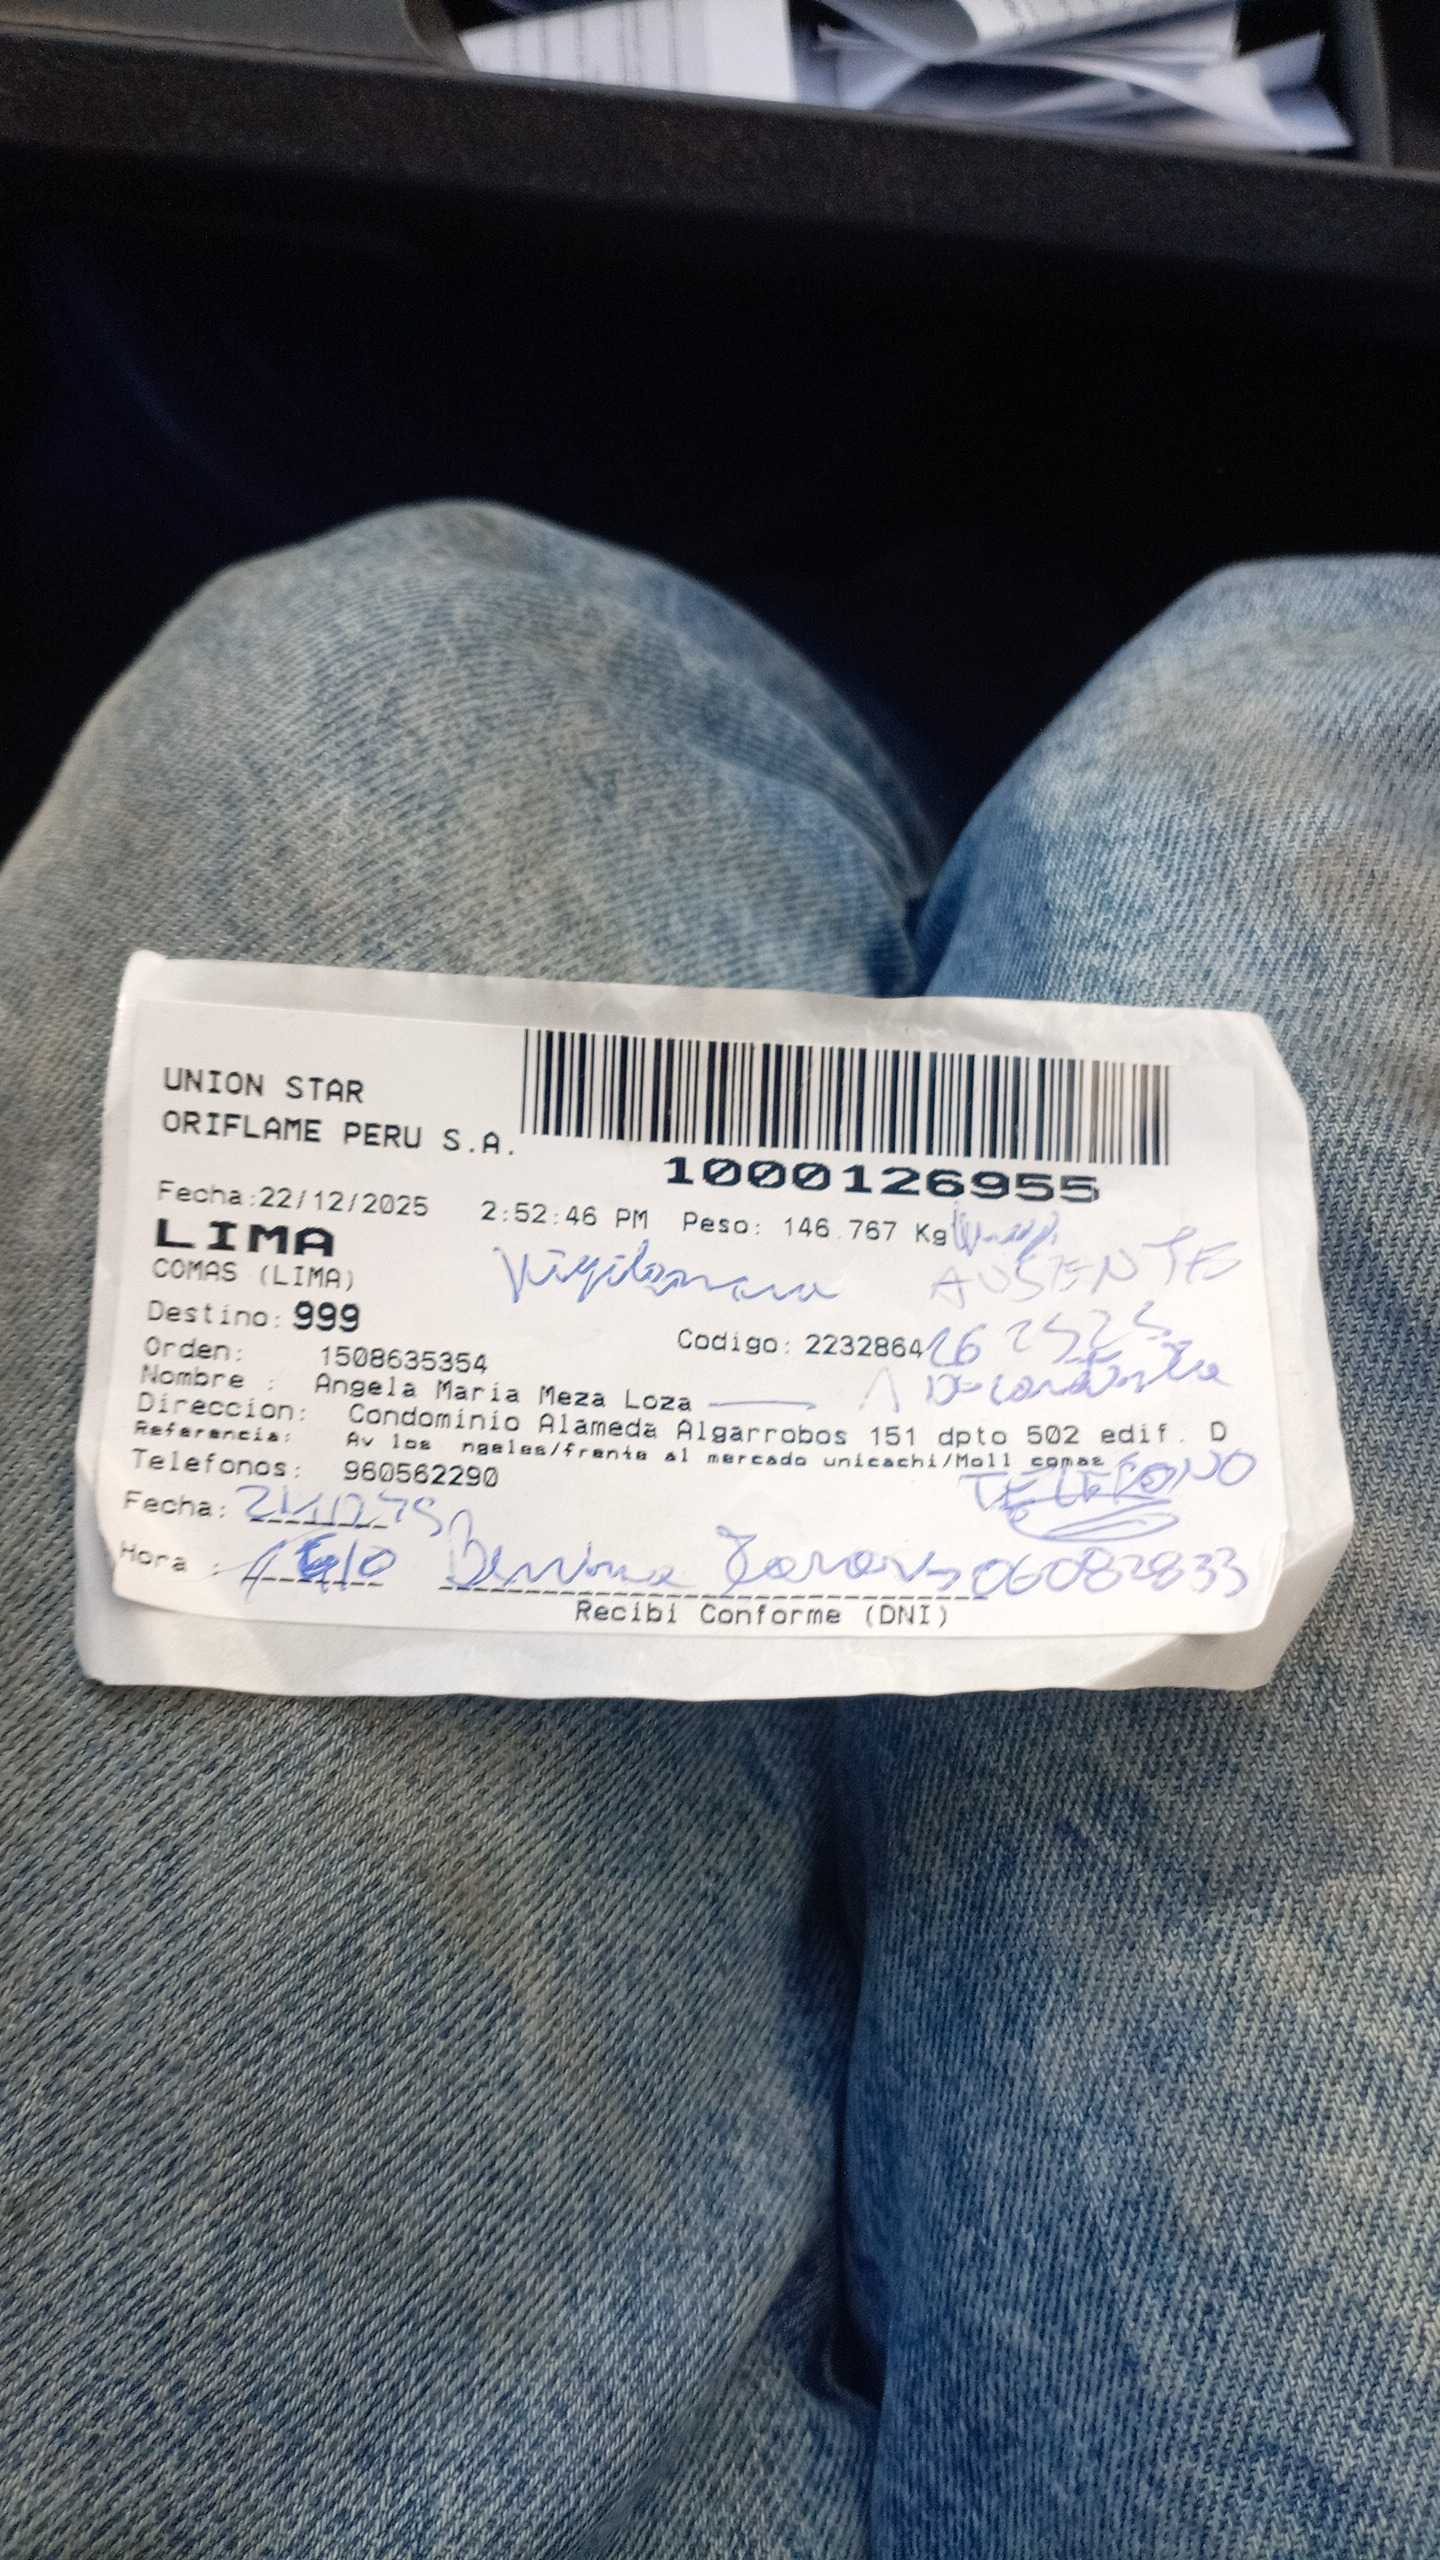 UNION STAR
ORIFLAME PERU S.A.
1000126955
Fecha:22/12/2025 2:52:46 PM Peso: 146.767 Kg
LIMA
COMAS (LIMA)
Vigilancia AUSENTE
Destino: 999
Orden: 1508635354 Codigo: 2232864
Nombre : Angela Maria Meza Loza
Direccion: Condominio Alameda Algarrobos 151 dpto 502 edif. D
Referencia: Av los ngeles/frente al mercado unicachi/Moll comas
Telefonos: 960562290 TELEFONO
Fecha:
Hora : 06082833
Recibi Conforme (DNI)